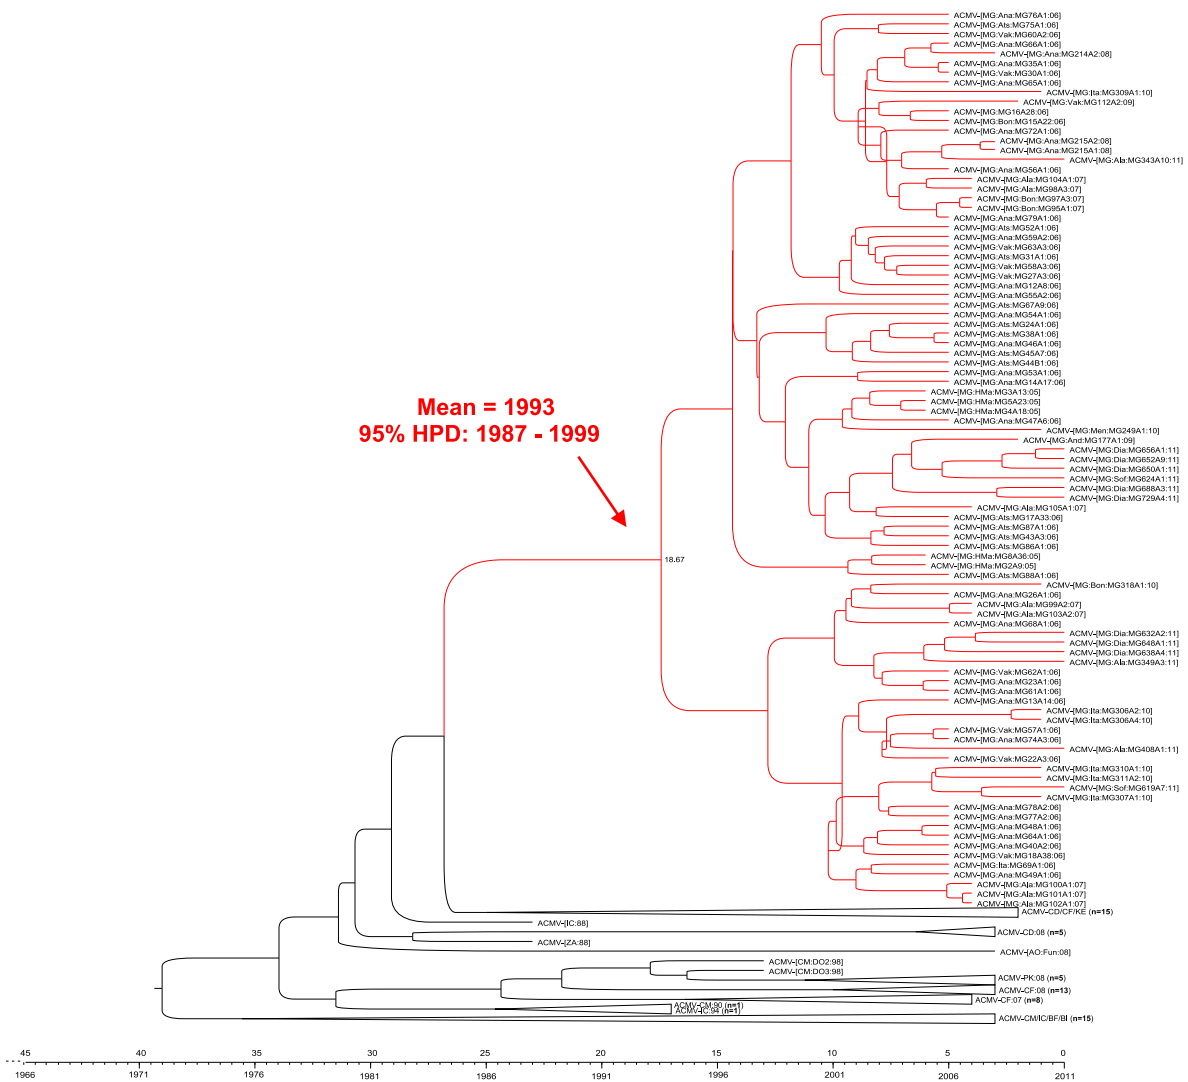 ACMV-[MG:Ana:MG76A1:06]
ACMV-[MG:Ats:MG75A1:06]
ACMV-[MG:Vak:MG60A2:06]
ACMV-[MG:Ana:MG66A1:06]
ACMV-[MG:Ana:MG214A2:08]
ACMV-[MG:Ana:MG35A1:06]
ACMV-[MG:Vak:MG30A1:06]
ACMV-[MG:Ana:MG65A1:06]
ACMV-[MG:Ita:MG309A1:10]
ACMV-[MG:Vak:MG112A2:09]
ACMV-[MG:MG16A28:06]
ACMV-[MG:Bon:MG15A22:06]
ACMV-[MG:Ana:MG72A1:06]
ACMV-[MG:Ana:MG215A2:08]
ACMV-[MG:Ana:MG215A1:08]
ACMV-[MG:Ala:MG343A10:11]
ACMV-[MG:Ana:MG56A1:06]
ACMV-[MG:Ala:MG104A1:07]
ACMV-[MG:Ala:MG98A3:07]
ACMV-[MG:Bon:MG97A3:07]
ACMV-[MG:Bon:MG95A1:07]
ACMV-[MG:Ana:MG79A1:06]
ACMV-[MG:Ats:MG52A1:06]
ACMV-[MG:Ana:MG59A2:06]
ACMV-[MG:Vak:MG63A3:06]
ACMV-[MG:Ats:MG31A1:06]
ACMV-[MG:Vak:MG58A3:06]
ACMV-[MG:Vak:MG27A3:06]
ACMV-[MG:Ana:MG12A8:06]
ACMV-[MG:Ana:MG55A2:06]
ACMV-[MG:Ats:MG67A9:06]
ACMV-[MG:Ana:MG54A1:06]
ACMV-[MG:Ats:MG24A1:06]
ACMV-[MG:Ats:MG38A1:06]
ACMV-[MG:Ana:MG46A1:06]
ACMV-[MG:Ats:MG45A7:06]
ACMV-[MG:Ats:MG44B1:06]
ACMV-[MG:Ana:MG53A1:06]
ACMV-[MG:Ana:MG14A17:06]
ACMV-[MG:HMa:MG3A13:05]
ACMV-[MG:HMa:MG5A23:05]
ACMV-[MG:HMa:MG4A18:05]
ACMV-[MG:Ana:MG47A6:06]
ACMV-[MG:Men:MG249A1:10]
ACMV-[MG:And:MG177A1:09]
ACMV-[MG:Dia:MG656A1:11]
ACMV-[MG:Dia:MG652A9:11]
ACMV-[MG:Dia:MG650A1:11]
ACMV-[MG:Sof:MG624A1:11]
ACMV-[MG:Dia:MG688A3:11]
ACMV-[MG:Dia:MG729A4:11]
ACMV-[MG:Ala:MG105A1:07]
ACMV-[MG:Ats:MG17A33:06]
ACMV-[MG:Ats:MG87A1:06]
ACMV-[MG:Ats:MG43A3:06]
ACMV-[MG:Ats:MG86A1:06]
ACMV-[MG:HMa:MG8A36:05]
ACMV-[MG:HMa:MG2A9:05]
ACMV-[MG:Ats:MG88A1:06]
ACMV-[MG:Bon:MG318A1:10]
ACMV-[MG:Ana:MG26A1:06]
ACMV-[MG:Ala:MG99A2:07]
ACMV-[MG:Ala:MG103A2:07]
ACMV-[MG:Ana:MG68A1:06]
ACMV-[MG:Dia:MG632A2:11]
ACMV-[MG:Dia:MG648A1:11]
ACMV-[MG:Dia:MG638A4:11]
ACMV-[MG:Ala:MG349A3:11]
ACMV-[MG:Vak:MG62A1:06]
ACMV-[MG:Ana:MG23A1:06]
ACMV-[MG:Ana:MG61A1:06]
ACMV-[MG:Ana:MG13A14:06]
ACMV-[MG:Ita:MG306A2:10]
ACMV-[MG:Ita:MG306A4:10]
ACMV-[MG:Vak:MG57A1:06]
ACMV-[MG:Ana:MG74A3:06]
ACMV-[MG:Ala:MG408A1:11]
ACMV-[MG:Vak:MG22A3:06]
ACMV-[MG:Ita:MG310A1:10]
ACMV-[MG:Ita:MG311A2:10]
ACMV-[MG:Sof:MG619A7:11]
ACMV-[MG:Ita:MG307A1:10]
ACMV-[MG:Ana:MG78A2:06]
ACMV-[MG:Ana:MG77A2:06]
ACMV-[MG:Ana:MG48A1:06]
ACMV-[MG:Ana:MG64A1:06]
ACMV-[MG:Ana:MG40A2:06]
ACMV-[MG:Vak:MG18A38:06]
ACMV-[MG:Ita:MG69A1:06]
ACMV-[MG:Ana:MG49A1:06]
ACMV-[MG:Ala:MG100A1:07]
ACMV-[MG:Ala:MG101A1:07]
ACMV-[MG:Ala:MG102A1:07]
ACMV-CD/CF/KE (n=15)
ACMV-[IC:88]
ACMV-CD:08 (n=5)
ACMV-[ZA:88]
ACMV-[AO:Fun:08]
ACMV-[CM:DO2:98]
ACMV-[CM:DO3:98]
ACMV-PK:08 (n=5)
ACMV-CF:08 (n=13)
ACMV-CF:07 (n=8)
ACMV-CM:90 (n=1)
ACMV-IC:94 (n=1)
ACMV-CM/IC/BF/BI (n=15)
Mean = 1993
95% HPD: 1987 - 1999
18.67
45 40 35 30 25 20 15 10 5 0
1966 1971 1976 1981 1986 1991 1996 2001 2006 2011